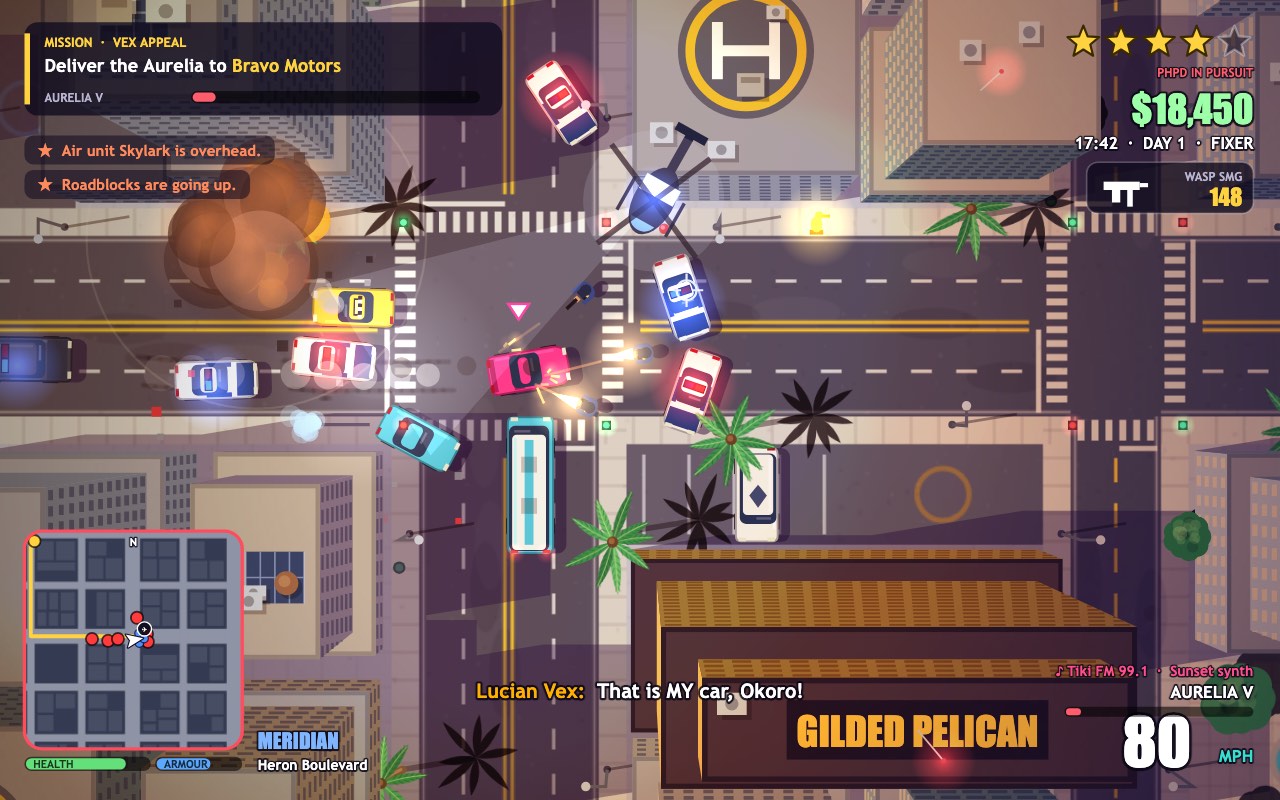 MISSION · VEX APPEAL
Deliver the Aurelia to Bravo Motors
AURELIA V
★ Air unit Skylark is overhead.
★ Roadblocks are going up.
H
PHPD IN PURSUIT
$18,450
17:42 · DAY 1 · FIXER
WASP SMG
148
N
HEALTH
ARMOUR
MERIDIAN
Heron Boulevard
Lucian Vex: That is MY car, Okoro!
GILDED PELICAN
♪ Tiki FM 99.1 · Sunset synth
AURELIA V
80 MPH